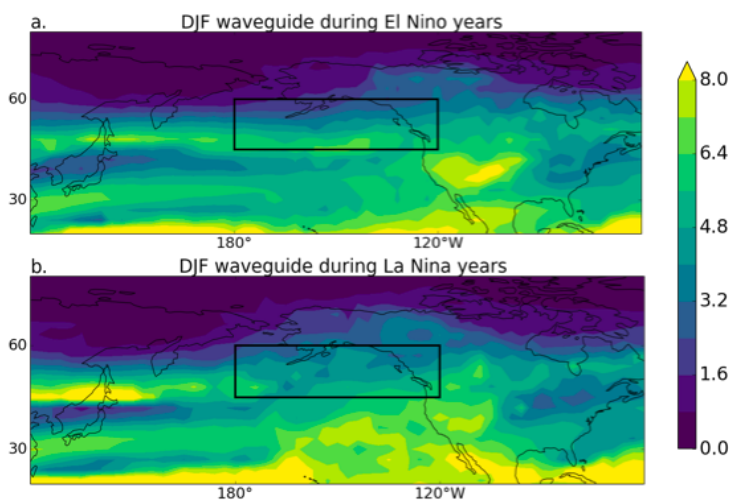 a. DJF waveguide during El Nino years
60
30
180° 120°W
b. DJF waveguide during La Nina years
60
30
180° 120°W
8.0
6.4
4.8
3.2
1.6
0.0